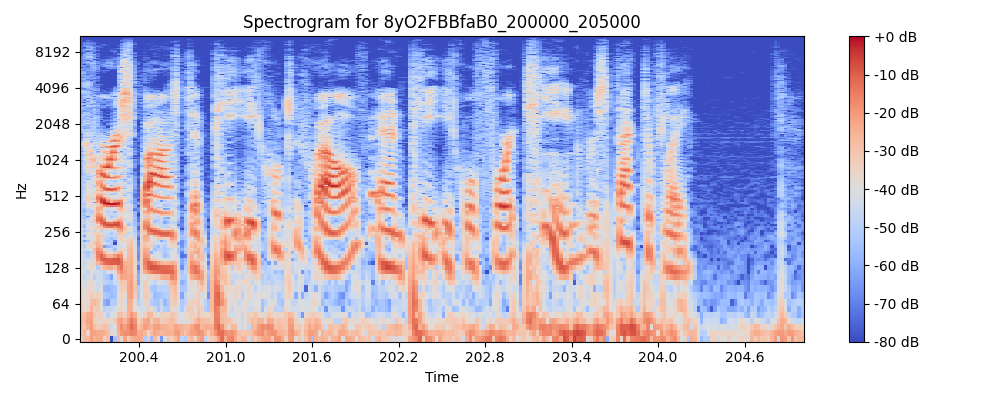 Spectrogram for 8yO2FBBfaB0_200000_205000
Hz
8192
4096
2048
1024
512
256
128
64
0
200.4 201.0 201.6 202.2 202.8 203.4 204.0 204.6
Time
+0 dB
-10 dB
-20 dB
-30 dB
-40 dB
-50 dB
-60 dB
-70 dB
-80 dB